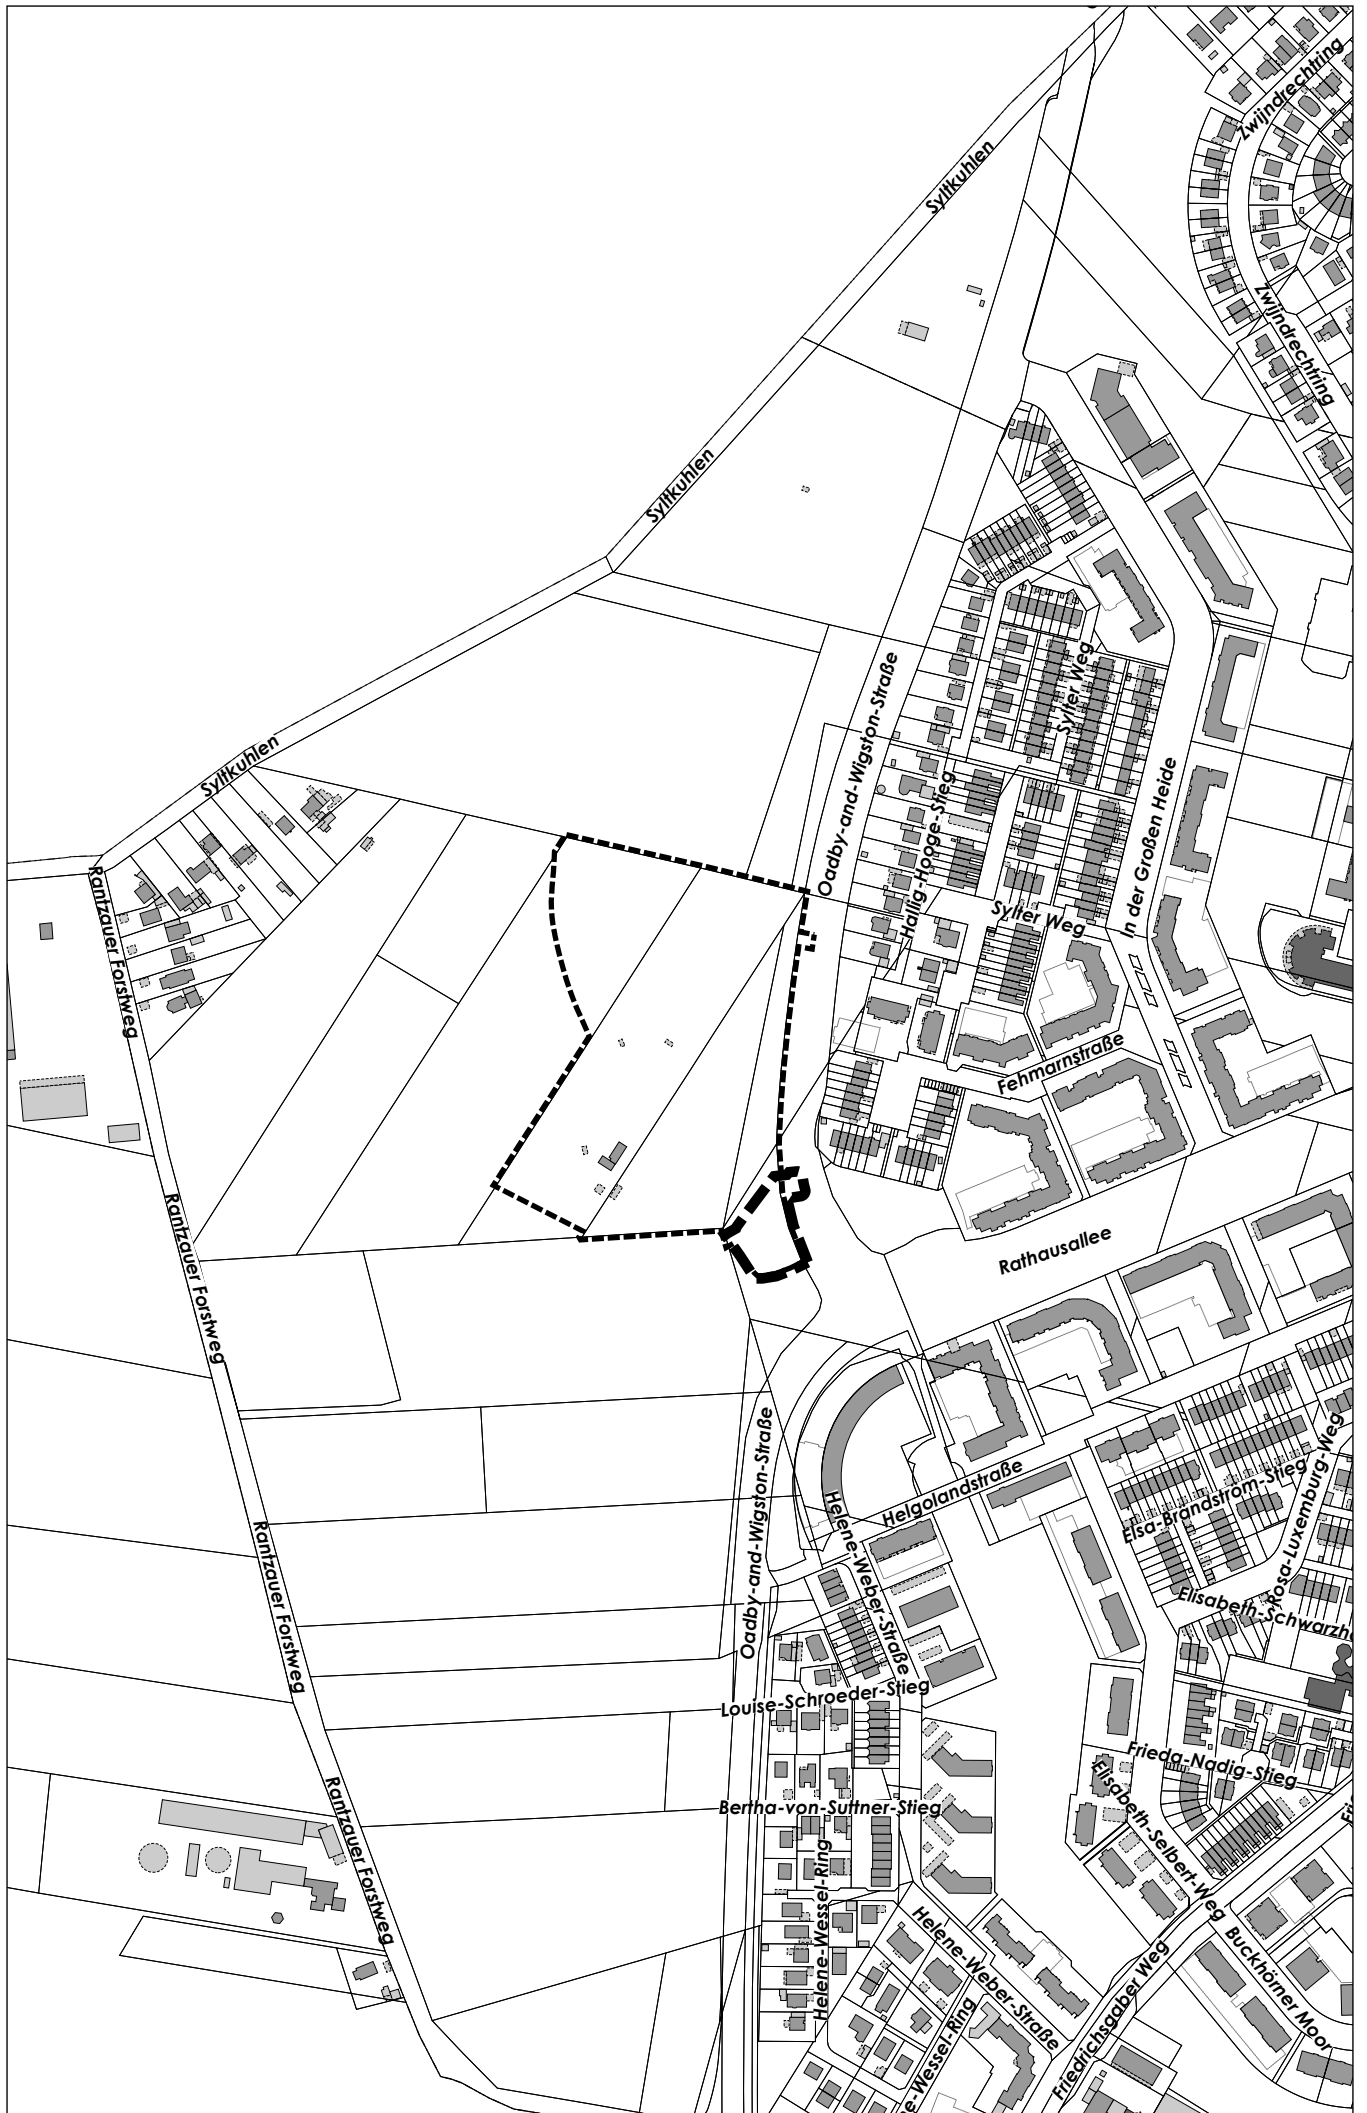 Zwijndrechtring
Syltkuhlen
Zwijndrechtring
Syltkuhlen
Sylter Weg
Oadby-and-Wigston-Straße
Syltkuhlen
In der Großen Heide
Hallig-Hooge-Stieg
Rantzauer Forstweg
Sylter Weg
Fehmarnstraße
Rantzauer Forstweg
Rathausallee
Oadby-and-Wigston-Straße
Helgolandstraße
Elsa-Brandström-Stieg
Rosa-Luxemburg-Weg
Helene-Weber-Straße
Rantzauer Forstweg
Elisabeth-Schwarzh
Louise-Schroeder-Stieg
Frieda-Nadig-Stieg
Bertha-von-Suttner-Stieg
Elisabeth-Selbert-Weg
Rantzauer Forstweg
Helene-Wessel-Ring
Helene-Weber-Straße
Buckhörner Moor
Friedrichsgaber Weg
e-Wessel-Ring